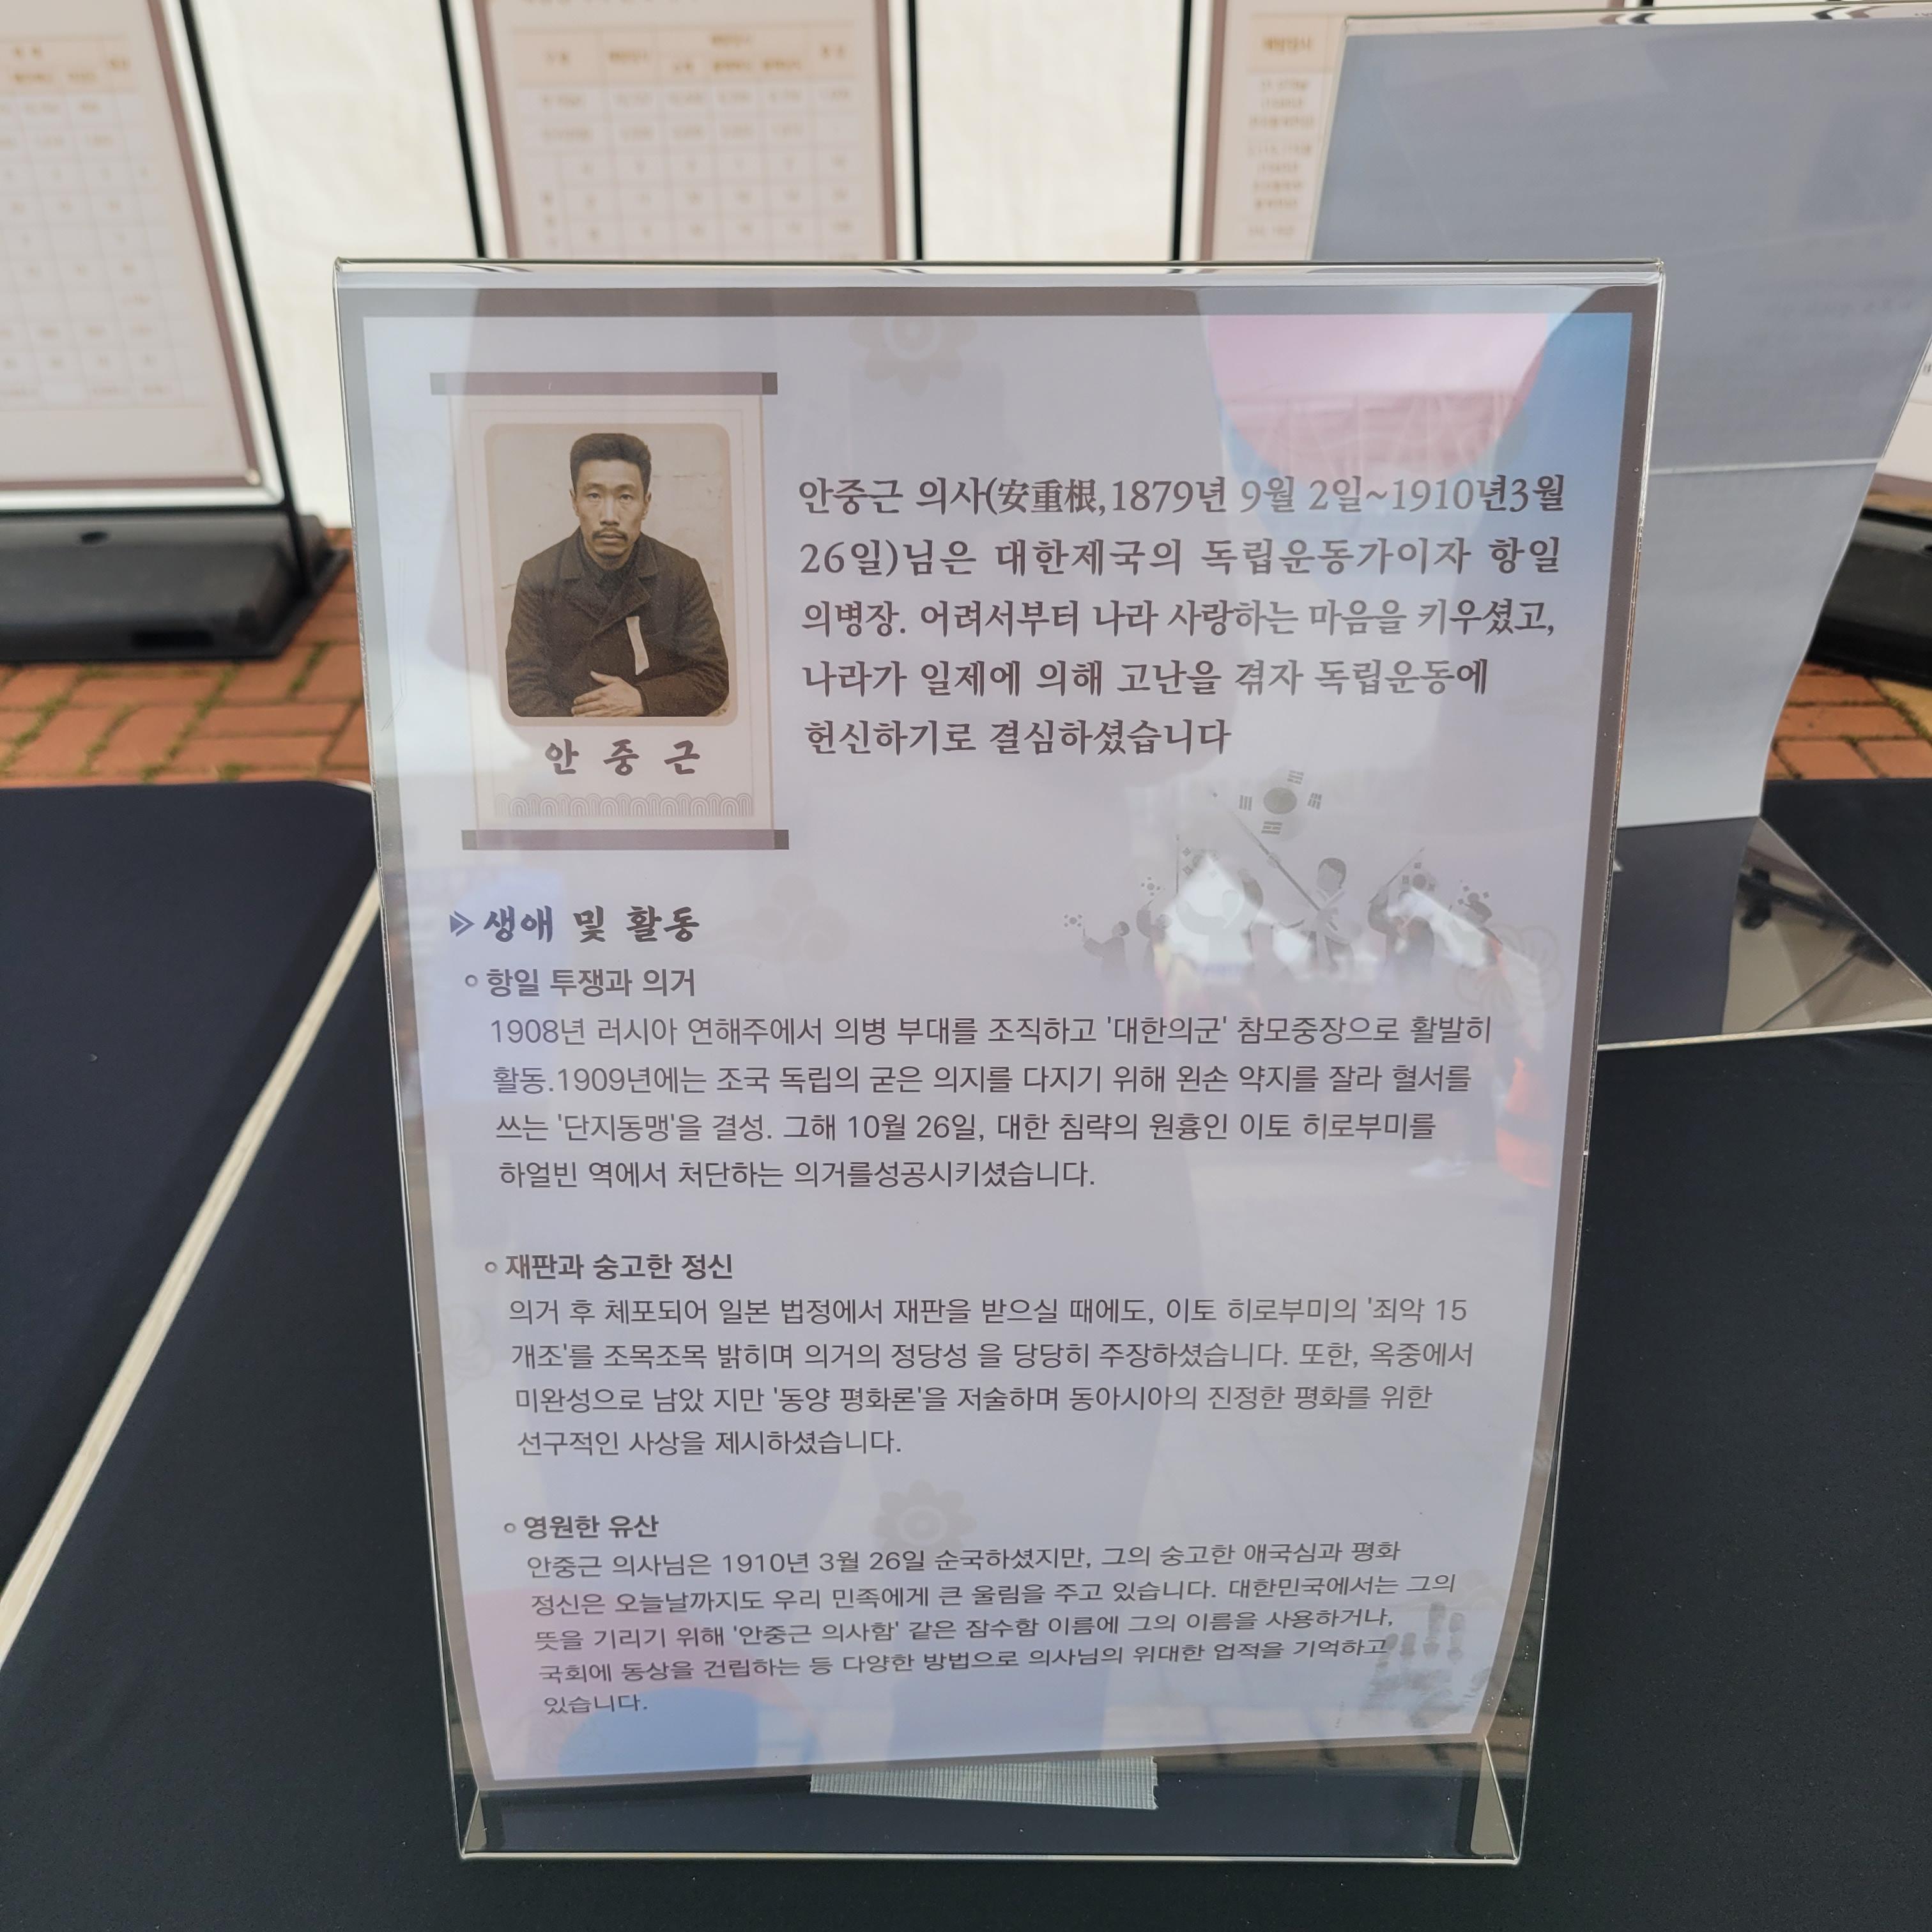 안중근
안중근 의사(安重根,1879년 9월 2일~1910년3월
26일)님은 대한제국의 독립운동가이자 항일
의병장. 어려서부터 나라 사랑하는 마음을 키우셨고,
나라가 일제에 의해 고난을 겪자 독립운동에
헌신하기로 결심하셨습니다
생애 및 활동
항일 투쟁과 의거
1908년 러시아 연해주에서 의병 부대를 조직하고 '대한의군' 참모중장으로 활발히
활동.1909년에는 조국 독립의 굳은 의지를 다지기 위해 왼손 약지를 잘라 혈서를
쓰는 '단지동맹'을 결성. 그해 10월 26일, 대한 침략의 원흉인 이토 히로부미를
하얼빈 역에서 처단하는 의거를성공시키셨습니다.
재판과 숭고한 정신
의거 후 체포되어 일본 법정에서 재판을 받으실 때에도, 이토 히로부미의 '죄악 15
개조'를 조목조목 밝히며 의거의 정당성 을 당당히 주장하셨습니다. 또한, 옥중에서
미완성으로 남았 지만 '동양 평화론'을 저술하며 동아시아의 진정한 평화를 위한
선구적인 사상을 제시하셨습니다.
영원한 유산
안중근 의사님은 1910년 3월 26일 순국하셨지만, 그의 숭고한 애국심과 평화
정신은 오늘날까지도 우리 민족에게 큰 울림을 주고 있습니다. 대한민국에서는 그의
뜻을 기리기 위해 '안중근 의사함' 같은 잠수함 이름에 그의 이름을 사용하거나,
국회에 동상을 건립하는 등 다양한 방법으로 의사님의 위대한 업적을 기억하고
있습니다.